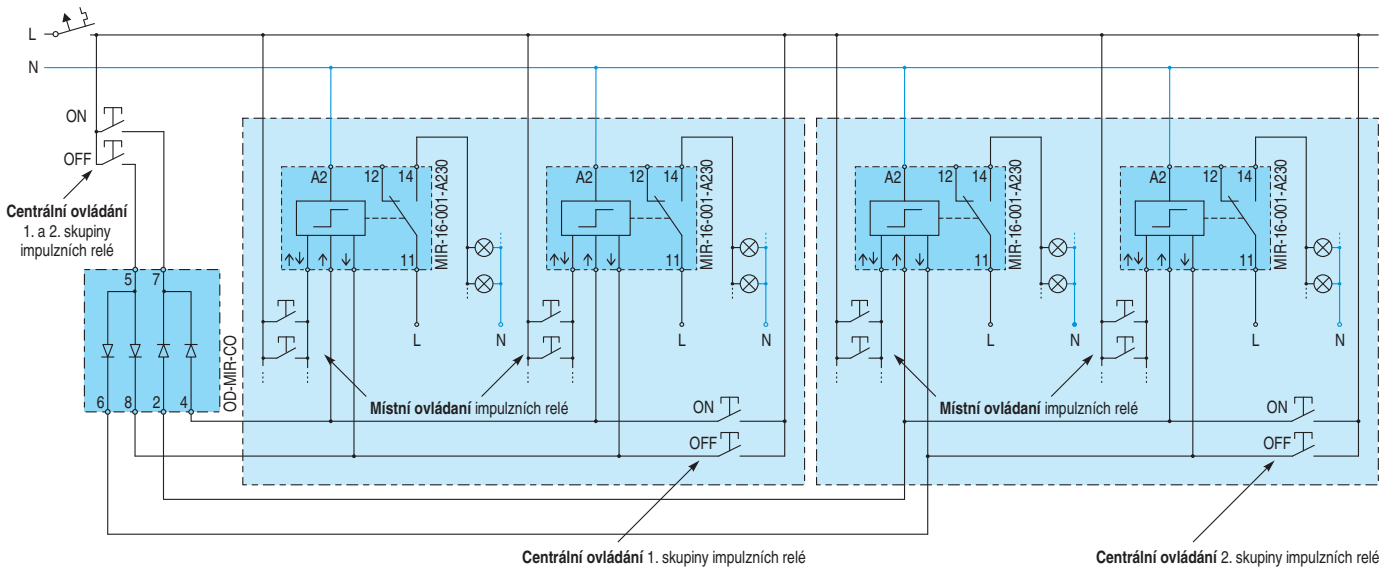 L
N
ON
OFF
Centrální ovládání
1. a 2. skupiny
impulzních relé
5 7
6 8 2 4
OD-MIR-CO
A2 12 14
11
MIR-16-001-A230
L
N
A2 12 14
11
MIR-16-001-A230
L
N
Místní ovládaní impulzních relé
ON
OFF
A2 12 14
11
MIR-16-001-A230
L
N
A2 12 14
11
MIR-16-001-A230
L
N
Místní ovládaní impulzních relé
ON
OFF
Centrální ovládání 1. skupiny impulzních relé
Centrální ovládání 2. skupiny impulzních relé